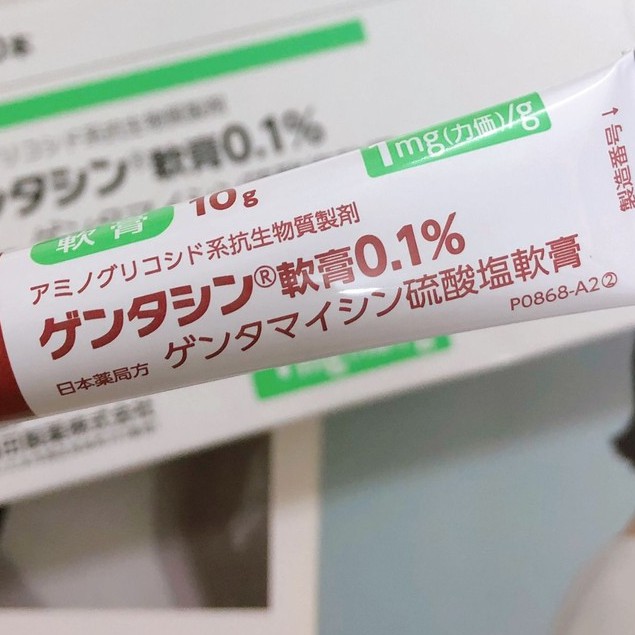 タシン®軟膏0.1%
軟膏
10g
1mg(力価)/g
製造番号
アミノグリコシド系抗生物質製剤
ゲンタシン®軟膏0.1%
日本薬局方 ゲンタマイシン硫酸塩軟膏
P0868-A2②